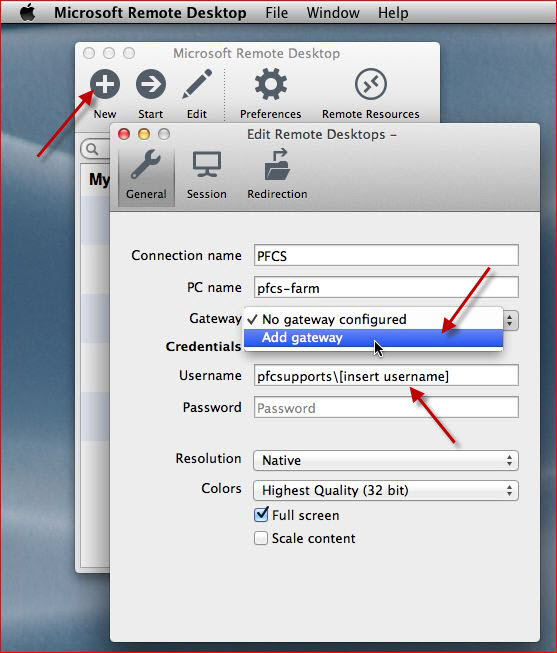 Microsoft Remote Desktop File Window Help
Microsoft Remote Desktop
New Start Edit Preferences Remote Resources
Edit Remote Desktops –
My
General Session Redirection
Connection name PFCS
PC name pfcs-farm
Gateway ✓ No gateway configured
Add gateway
Credentials
Username pfcsupports\[insert username]
Password Password
Resolution Native
Colors Highest Quality (32 bit)
Full screen
Scale content